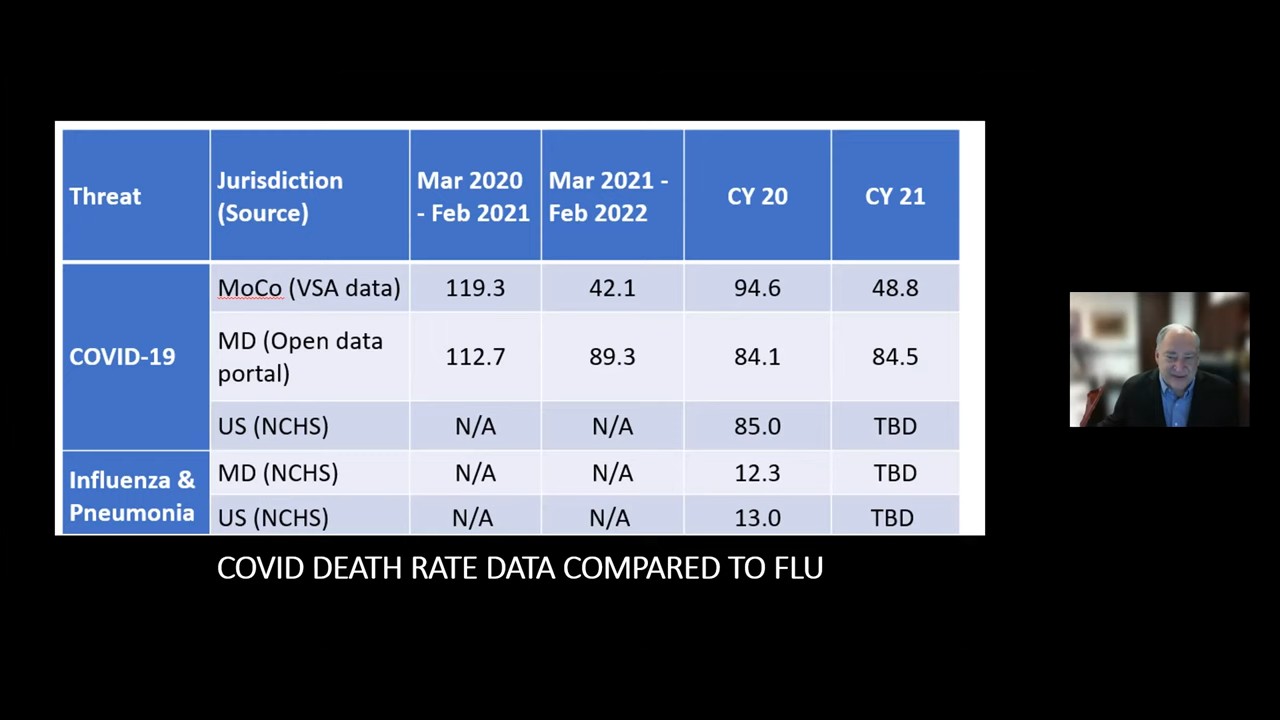 Threat
Jurisdiction
(Source)
Mar 2020
- Feb 2021
Mar 2021 -
Feb 2022
CY 20
CY 21
COVID-19
MoCo (VSA data)
119.3
42.1
94.6
48.8
MD (Open data
portal)
112.7
89.3
84.1
84.5
US (NCHS)
N/A
N/A
85.0
TBD
Influenza &
Pneumonia
MD (NCHS)
N/A
N/A
12.3
TBD
US (NCHS)
N/A
N/A
13.0
TBD
COVID DEATH RATE DATA COMPARED TO FLU